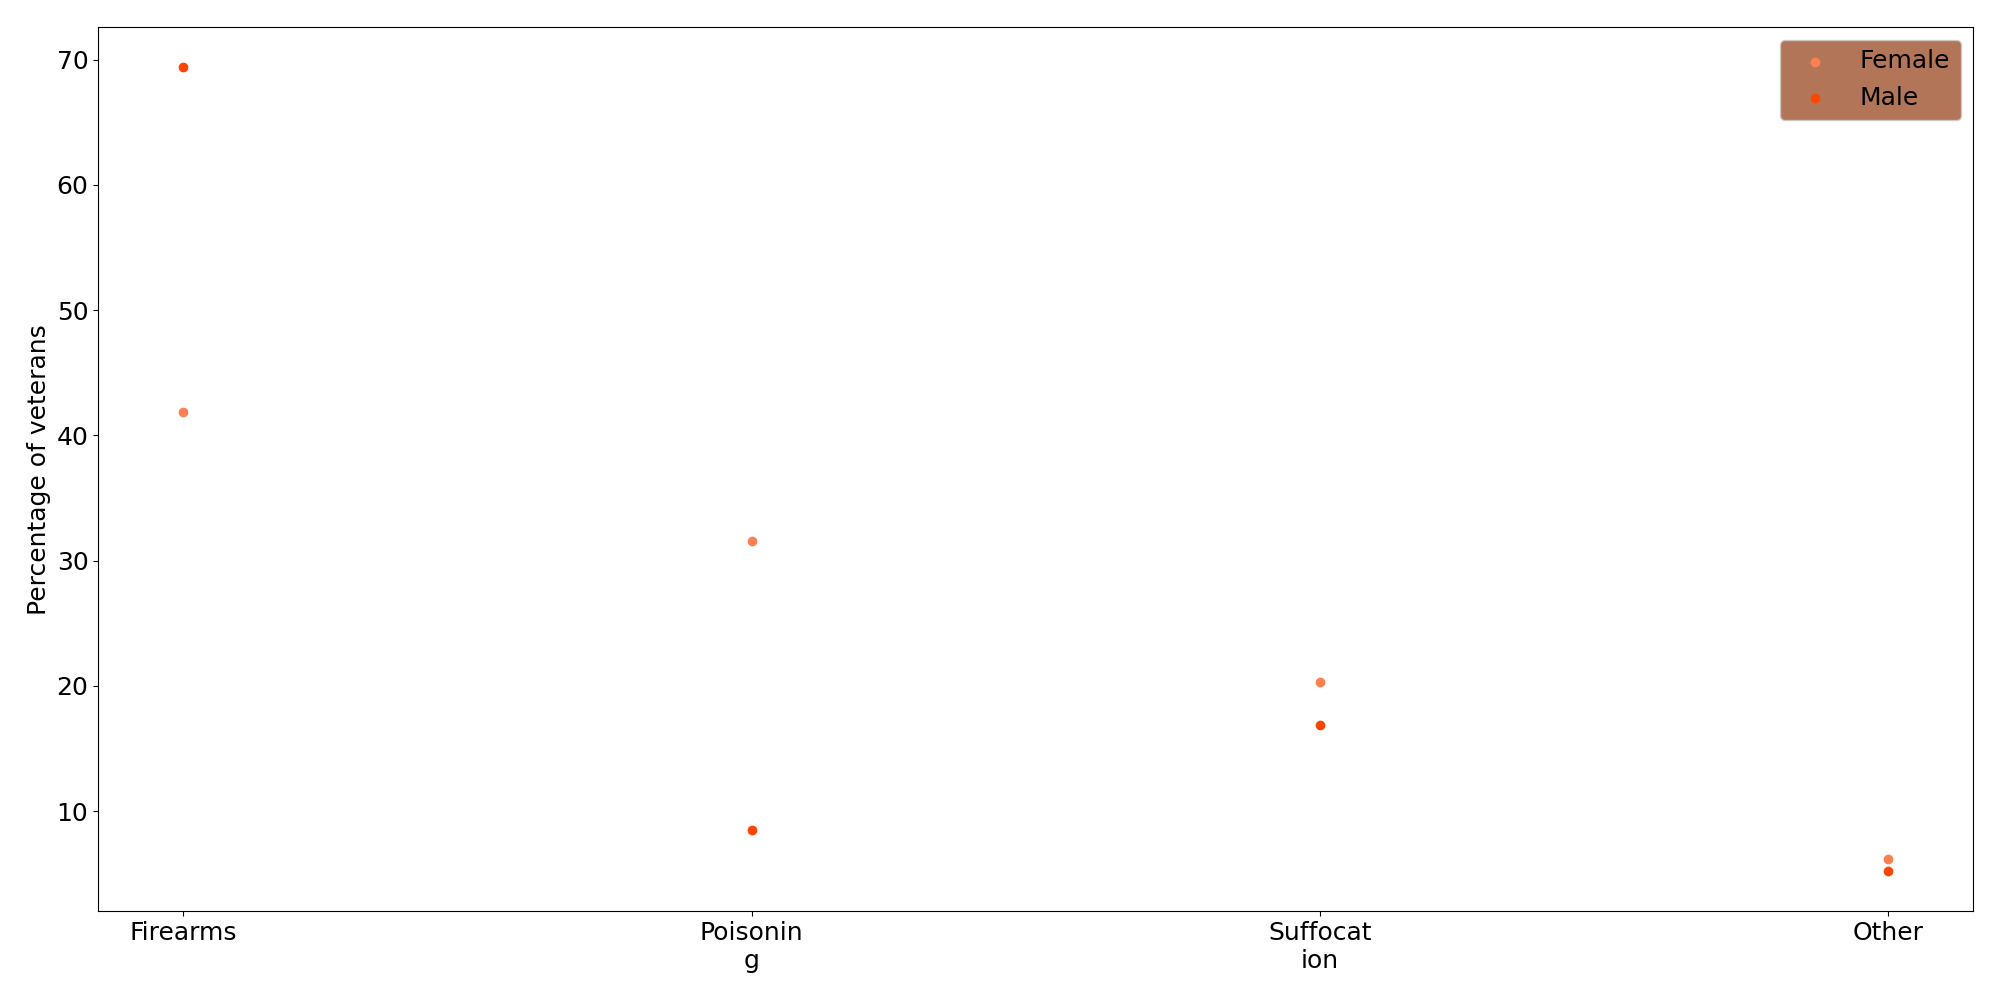 Female
Male
70
60
50
40
30
20
10
Percentage of veterans
Firearms
Poisonin
g
Suffocat
ion
Other